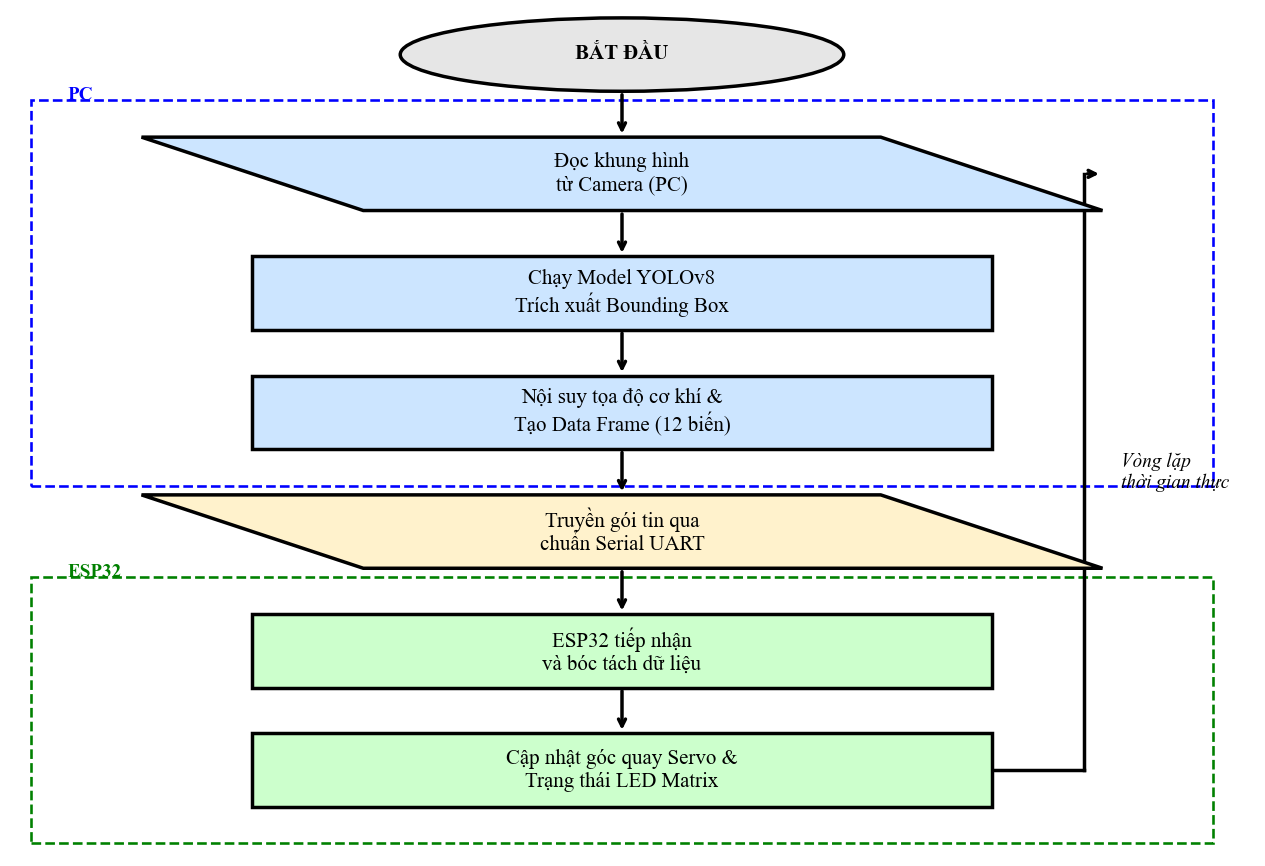 BẮT ĐẦU
PC
Đọc khung hình
từ Camera (PC)
Chạy Model YOLOv8
Trích xuất Bounding Box
Nội suy tọa độ cơ khí &
Tạo Data Frame (12 biến)
Vòng lặp
thời gian thực
Truyền gói tin qua
chuẩn Serial UART
ESP32
ESP32 tiếp nhận
và bóc tách dữ liệu
Cập nhật góc quay Servo &
Trạng thái LED Matrix